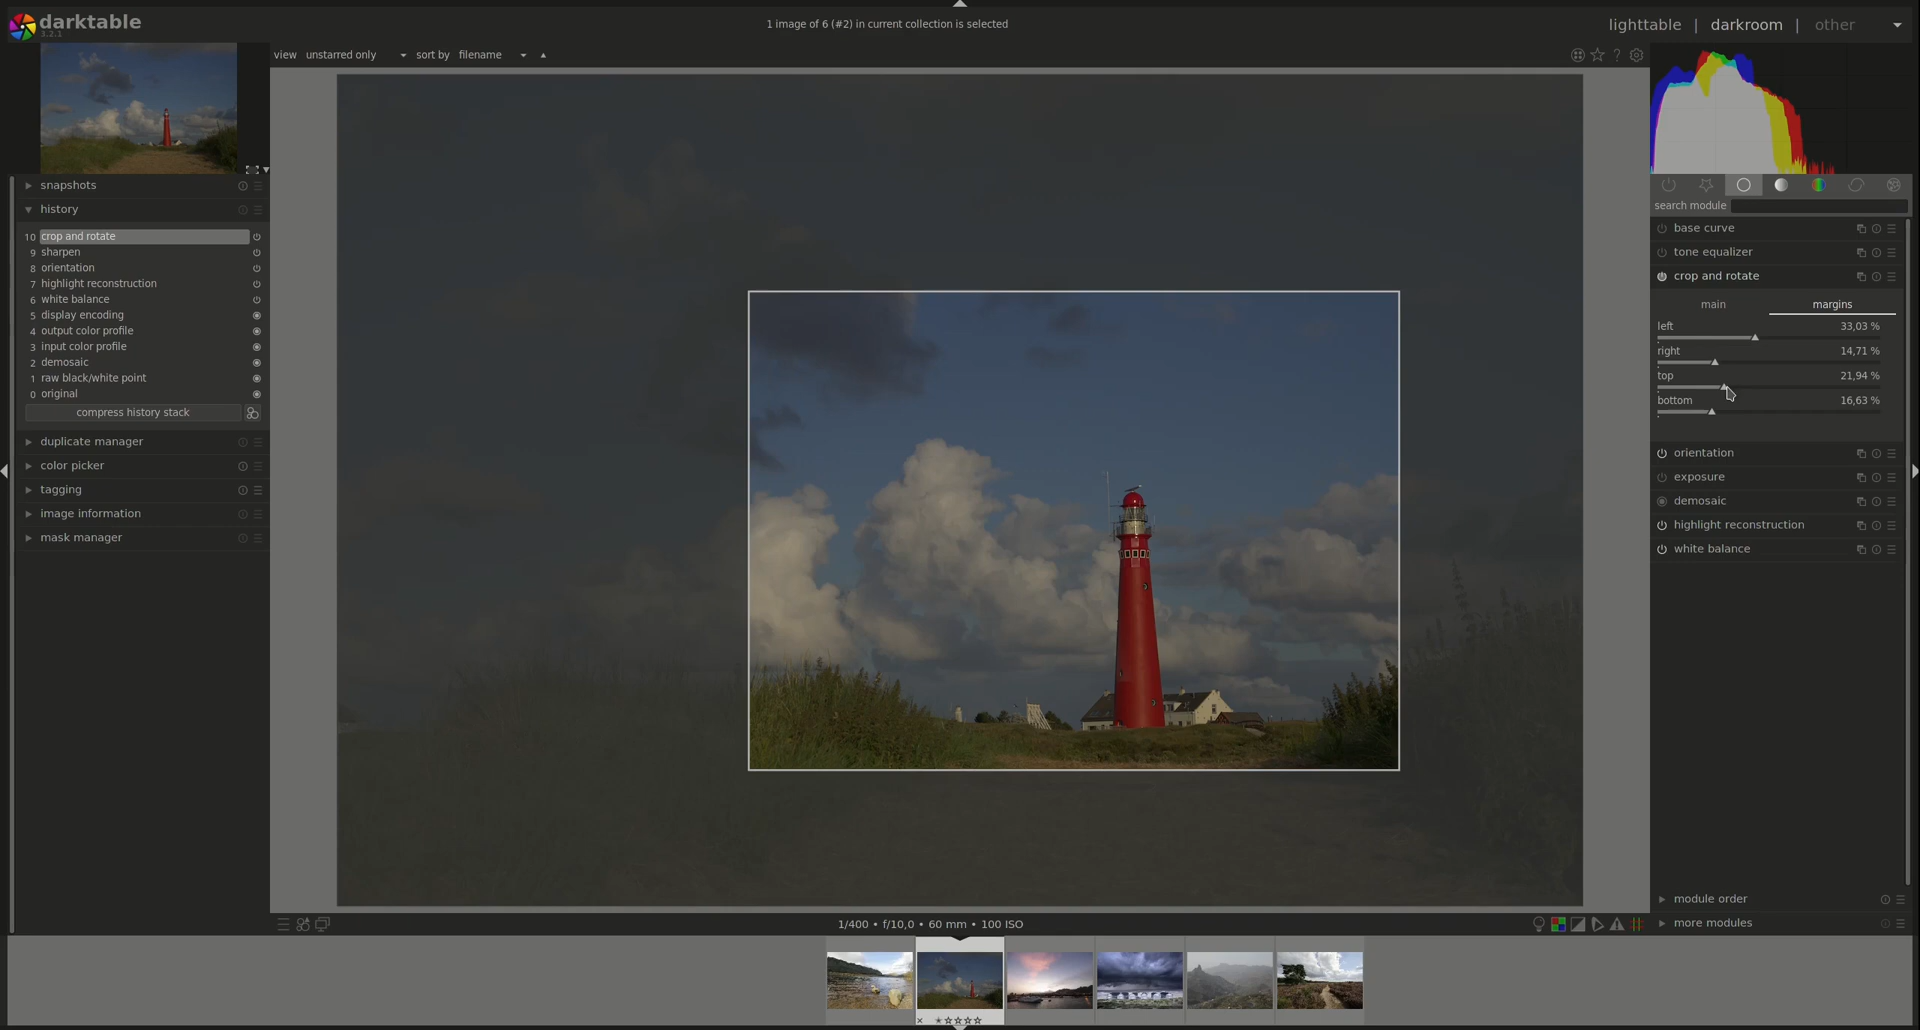 darktable
3.2.1
1 image of 6 (#2) in current collection is selected
lighttable | darkroom | other
view unstarred only sort by filename
snapshots
history
10 crop and rotate
9 sharpen
8 orientation
7 highlight reconstruction
6 white balance
5 display encoding
4 output color profile
3 input color profile
2 demosaic
1 raw black/white point
0 original
compress history stack
duplicate manager
color picker
tagging
image information
mask manager
search module
base curve
tone equalizer
crop and rotate
main margins
left 33,03 %
right 14,71 %
top 21,94 %
bottom 16,63 %
orientation
exposure
demosaic
highlight reconstruction
white balance
module order
more modules
1/400 • f/10,0 • 60 mm • 100 ISO